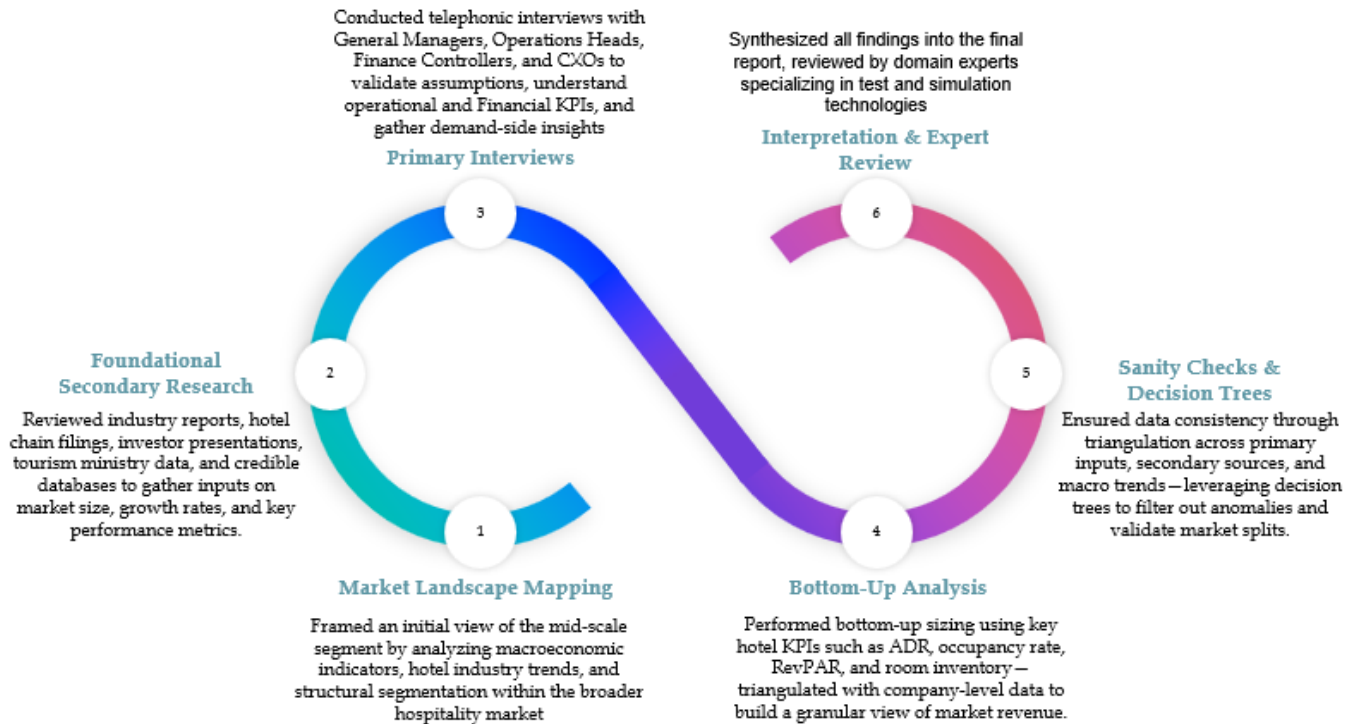 Conducted telephonic interviews with
General Managers, Operations Heads,
Finance Controllers, and CXOs to
validate assumptions, understand
operational and Financial KPIs, and
gather demand-side insights
Primary Interviews
3
Synthesized all findings into the final
report, reviewed by domain experts
specializing in test and simulation
technologies
Interpretation & Expert
Review
6
Foundational
Secondary Research
Reviewed industry reports, hotel
chain filings, investor presentations,
tourism ministry data, and credible
databases to gather inputs on
market size, growth rates, and key
performance metrics.
2
5
Sanity Checks &
Decision Trees
Ensured data consistency through
triangulation across primary
inputs, secondary sources, and
macro trends—leveraging decision
trees to filter out anomalies and
validate market splits.
1
Market Landscape Mapping
Framed an initial view of the mid-scale
segment by analyzing macroeconomic
indicators, hotel industry trends, and
structural segmentation within the broader
hospitality market
4
Bottom-Up Analysis
Performed bottom-up sizing using key
hotel KPIs such as ADR, occupancy rate,
RevPAR, and room inventory—
triangulated with company-level data to
build a granular view of market revenue.